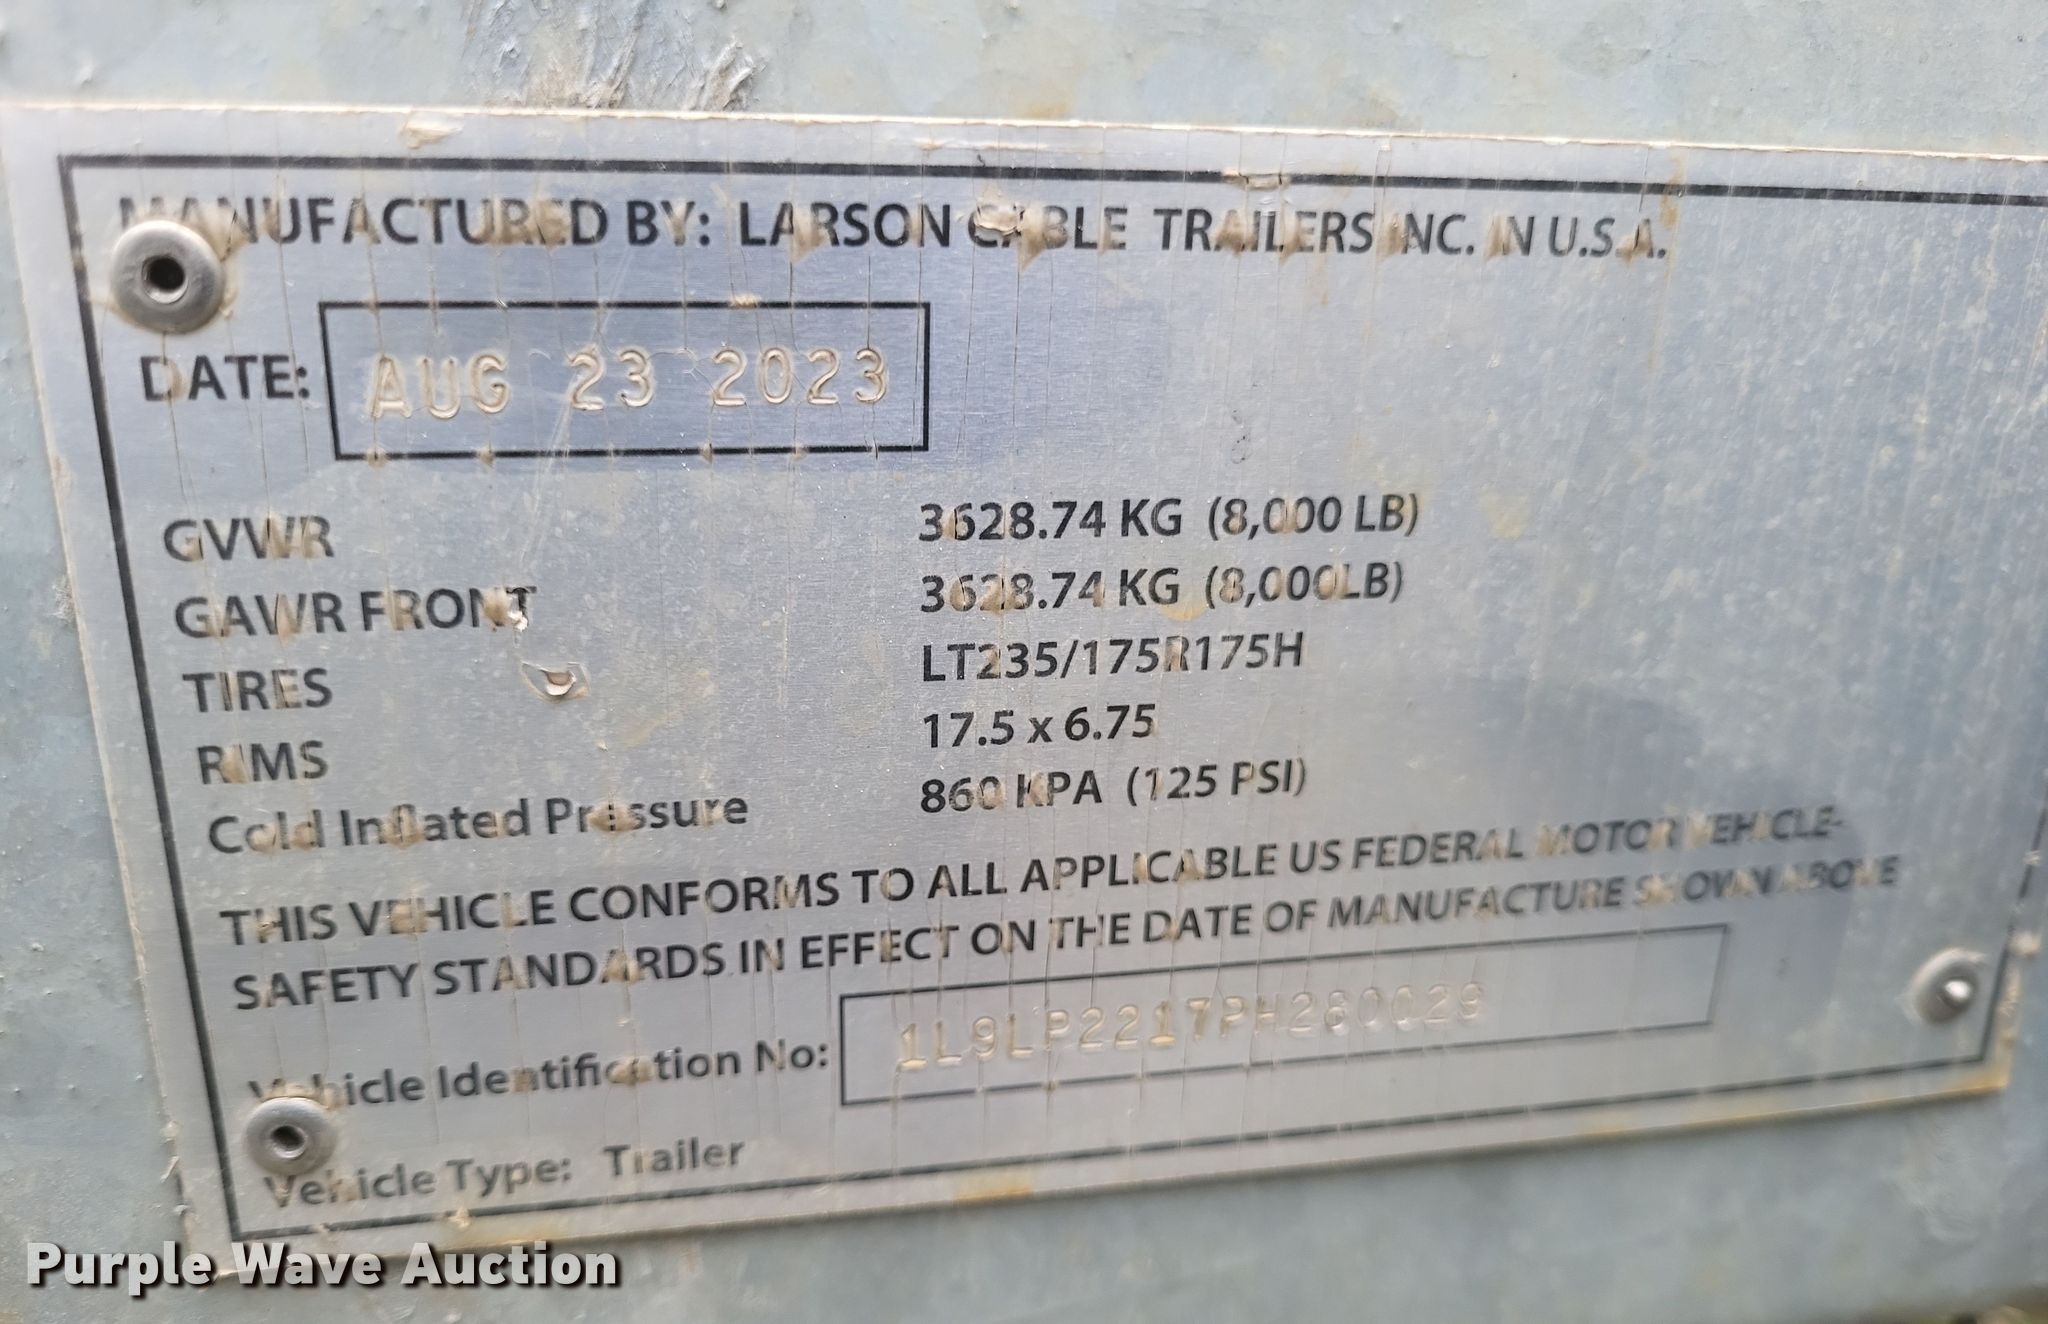 MANUFACTURED BY: LARSON CABLE TRAILERS INC. IN U.S.A.
DATE: AUG 23 2023
GVWR 3628.74 KG (8,000 LB)
GAWR FRONT 3628.74 KG (8,000LB)
TIRES LT235/175R175H
RIMS 17.5 x 6.75
Cold Inflated Pressure 860 KPA (125 PSI)
THIS VEHICLE CONFORMS TO ALL APPLICABLE US FEDERAL MOTOR VEHICLE-
SAFETY STANDARDS IN EFFECT ON THE DATE OF MANUFACTURE SHOWN ABOVE
Vehicle Identification No: 1L9LP2217PH280029
Vehicle Type: Trailer
Purple Wave Auction